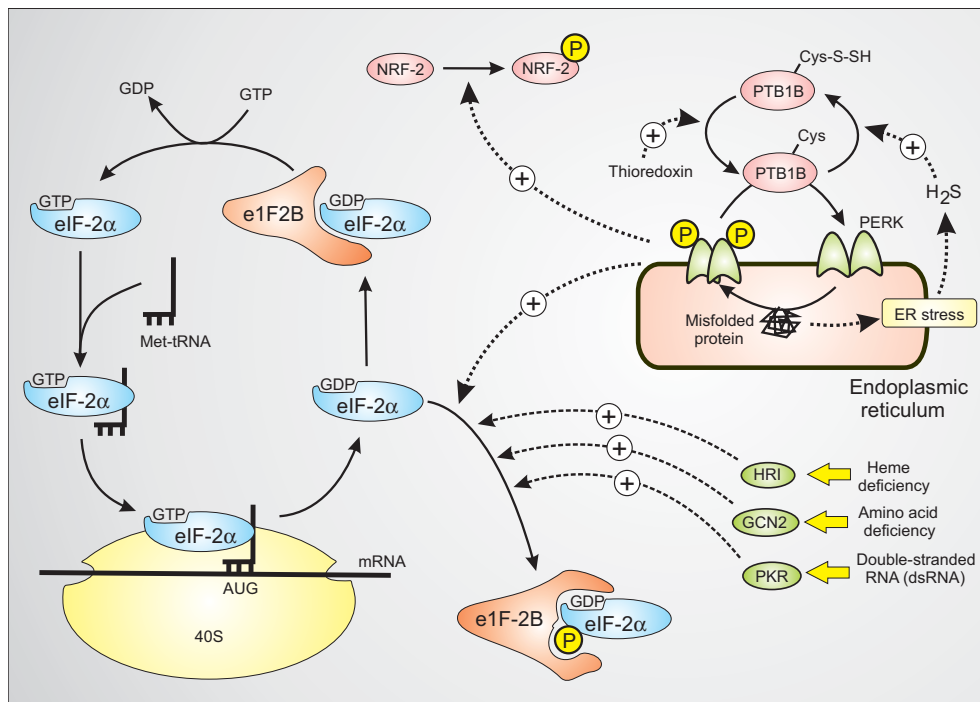 P
NRF-2
NRF-2
Cys-S-SH
PTB1B
GDP
GTP
+
Cys
Thioredoxin
PTB1B
+
+
H2S
GTP
eIF-2α
e1F2B
GDP
eIF-2α
P
P
PERK
+
Misfolded
protein
ER stress
Met-tRNA
Endoplasmic
reticulum
GTP
eIF-2α
GDP
eIF-2α
+
+
+
HRI
Heme
deficiency
GCN2
Amino acid
deficiency
PKR
Double-stranded
RNA (dsRNA)
GTP
eIF-2α
mRNA
AUG
40S
e1F-2B
GDP
eIF-2α
P